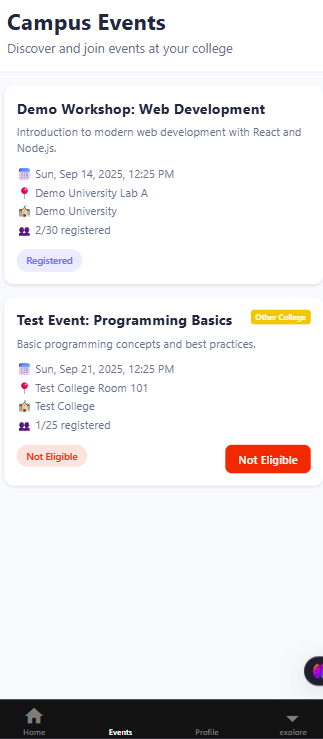 Campus Events
Discover and join events at your college
Demo Workshop: Web Development
Introduction to modern web development with React and
Node.js.
Sun, Sep 14, 2025, 12:25 PM
Demo University Lab A
Demo University
2/30 registered
Registered
Test Event: Programming Basics
Other College
Basic programming concepts and best practices.
Sun, Sep 21, 2025, 12:25 PM
Test College Room 101
Test College
1/25 registered
Not Eligible
Not Eligible
Home
Events
Profile
explore